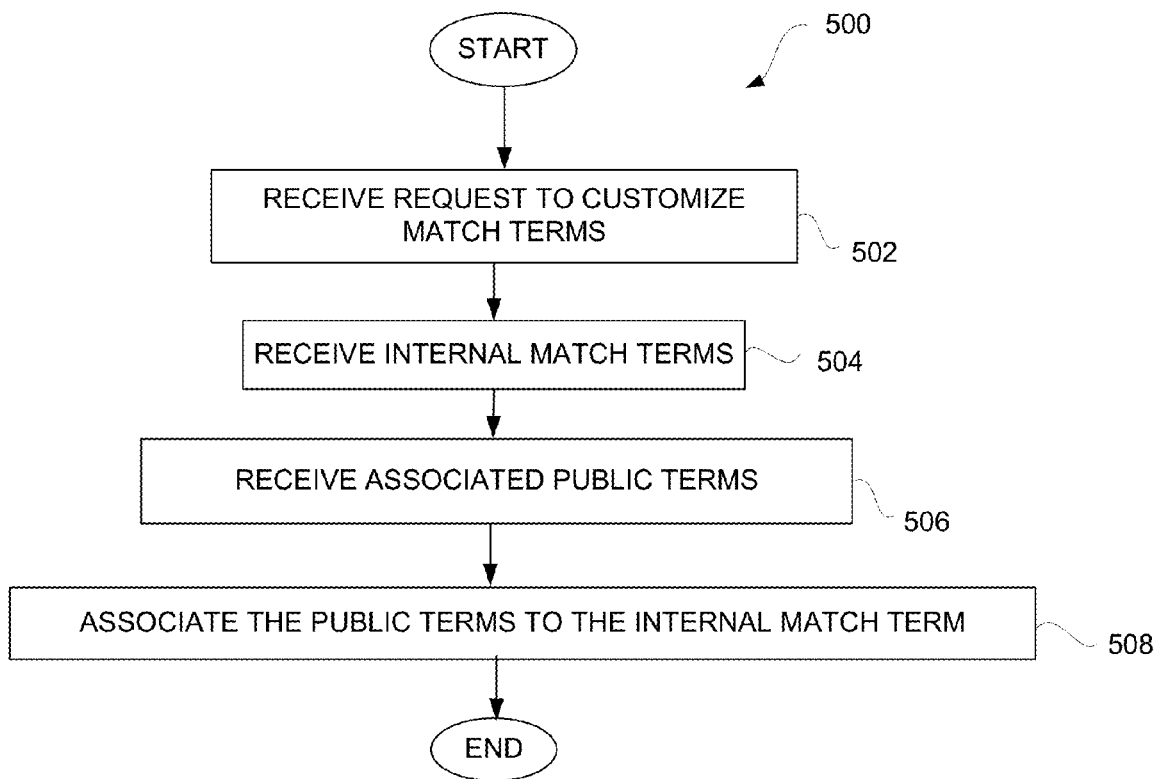 START
500
RECEIVE REQUEST TO CUSTOMIZE
MATCH TERMS
502
RECEIVE INTERNAL MATCH TERMS
504
RECEIVE ASSOCIATED PUBLIC TERMS
506
ASSOCIATE THE PUBLIC TERMS TO THE INTERNAL MATCH TERM
508
END